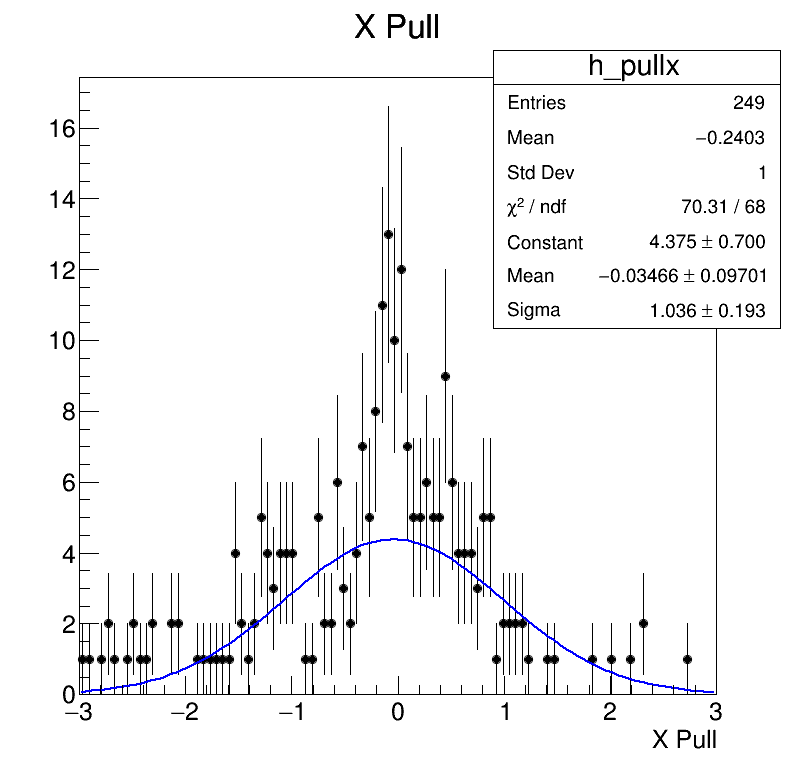 X Pull
h_pullx
Entries 249
Mean −0.2403
Std Dev 1
χ² / ndf 70.31 / 68
Constant 4.375 ± 0.700
Mean −0.03466 ± 0.09701
Sigma 1.036 ± 0.193
16
14
12
10
8
6
4
2
0
−3 −2 −1 0 1 2 3
X Pull